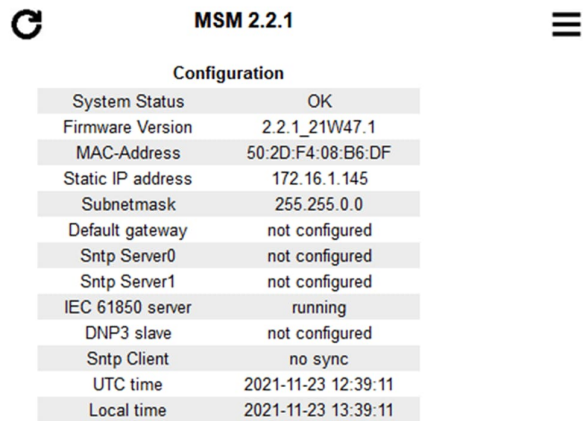 MSM 2.2.1
Configuration
System Status OK
Firmware Version 2.2.1_21W47.1
MAC-Address 50:2D:F4:08:B6:DF
Static IP address 172.16.1.145
Subnetmask 255.255.0.0
Default gateway not configured
Sntp Server0 not configured
Sntp Server1 not configured
IEC 61850 server running
DNP3 slave not configured
Sntp Client no sync
UTC time 2021-11-23 12:39:11
Local time 2021-11-23 13:39:11